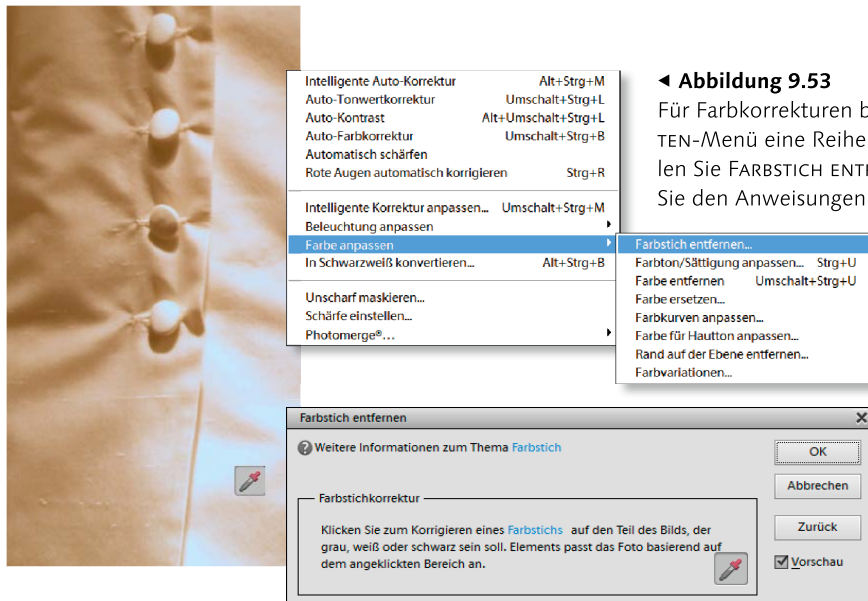 ◄ Abbildung 9.53
Für Farbkorrekturen
TEN-Menü eine Reihe
len Sie FARBSTICH
Sie den Anweisungen
Intelligente Auto-Korrektur Alt+Strg+M
Auto-Tonwertkorrektur Umschalt+Strg+L
Auto-Kontrast Alt+Umschalt+Strg+L
Auto-Farbkorrektur Umschalt+Strg+B
Automatisch schärfen
Rote Augen automatisch korrigieren Strg+R
Intelligente Korrektur anpassen... Umschalt+Strg+M
Beleuchtung anpassen
Farbe anpassen
In Schwarzweiß konvertieren... Alt+Strg+B
Unscharf maskieren...
Schärfe einstellen...
Photomerge®...
Farbstich entfernen...
Farbton/Sättigung anpassen... Strg+U
Farbe entfernen Umschalt+Strg+U
Farbe ersetzen...
Farbkurven anpassen...
Farbe für Hautton anpassen...
Rand auf der Ebene entfernen...
Farbvariationen...
Farbstich entfernen
Weitere Informationen zum Thema Farbstich
Farbstichkorrektur
Klicken Sie zum Korrigieren eines Farbstichs auf den Teil des Bilds, der
grau, weiß oder schwarz sein soll. Elements passt das Foto basierend auf
dem angeklickten Bereich an.
OK
Abbrechen
Zurück
Vorschau